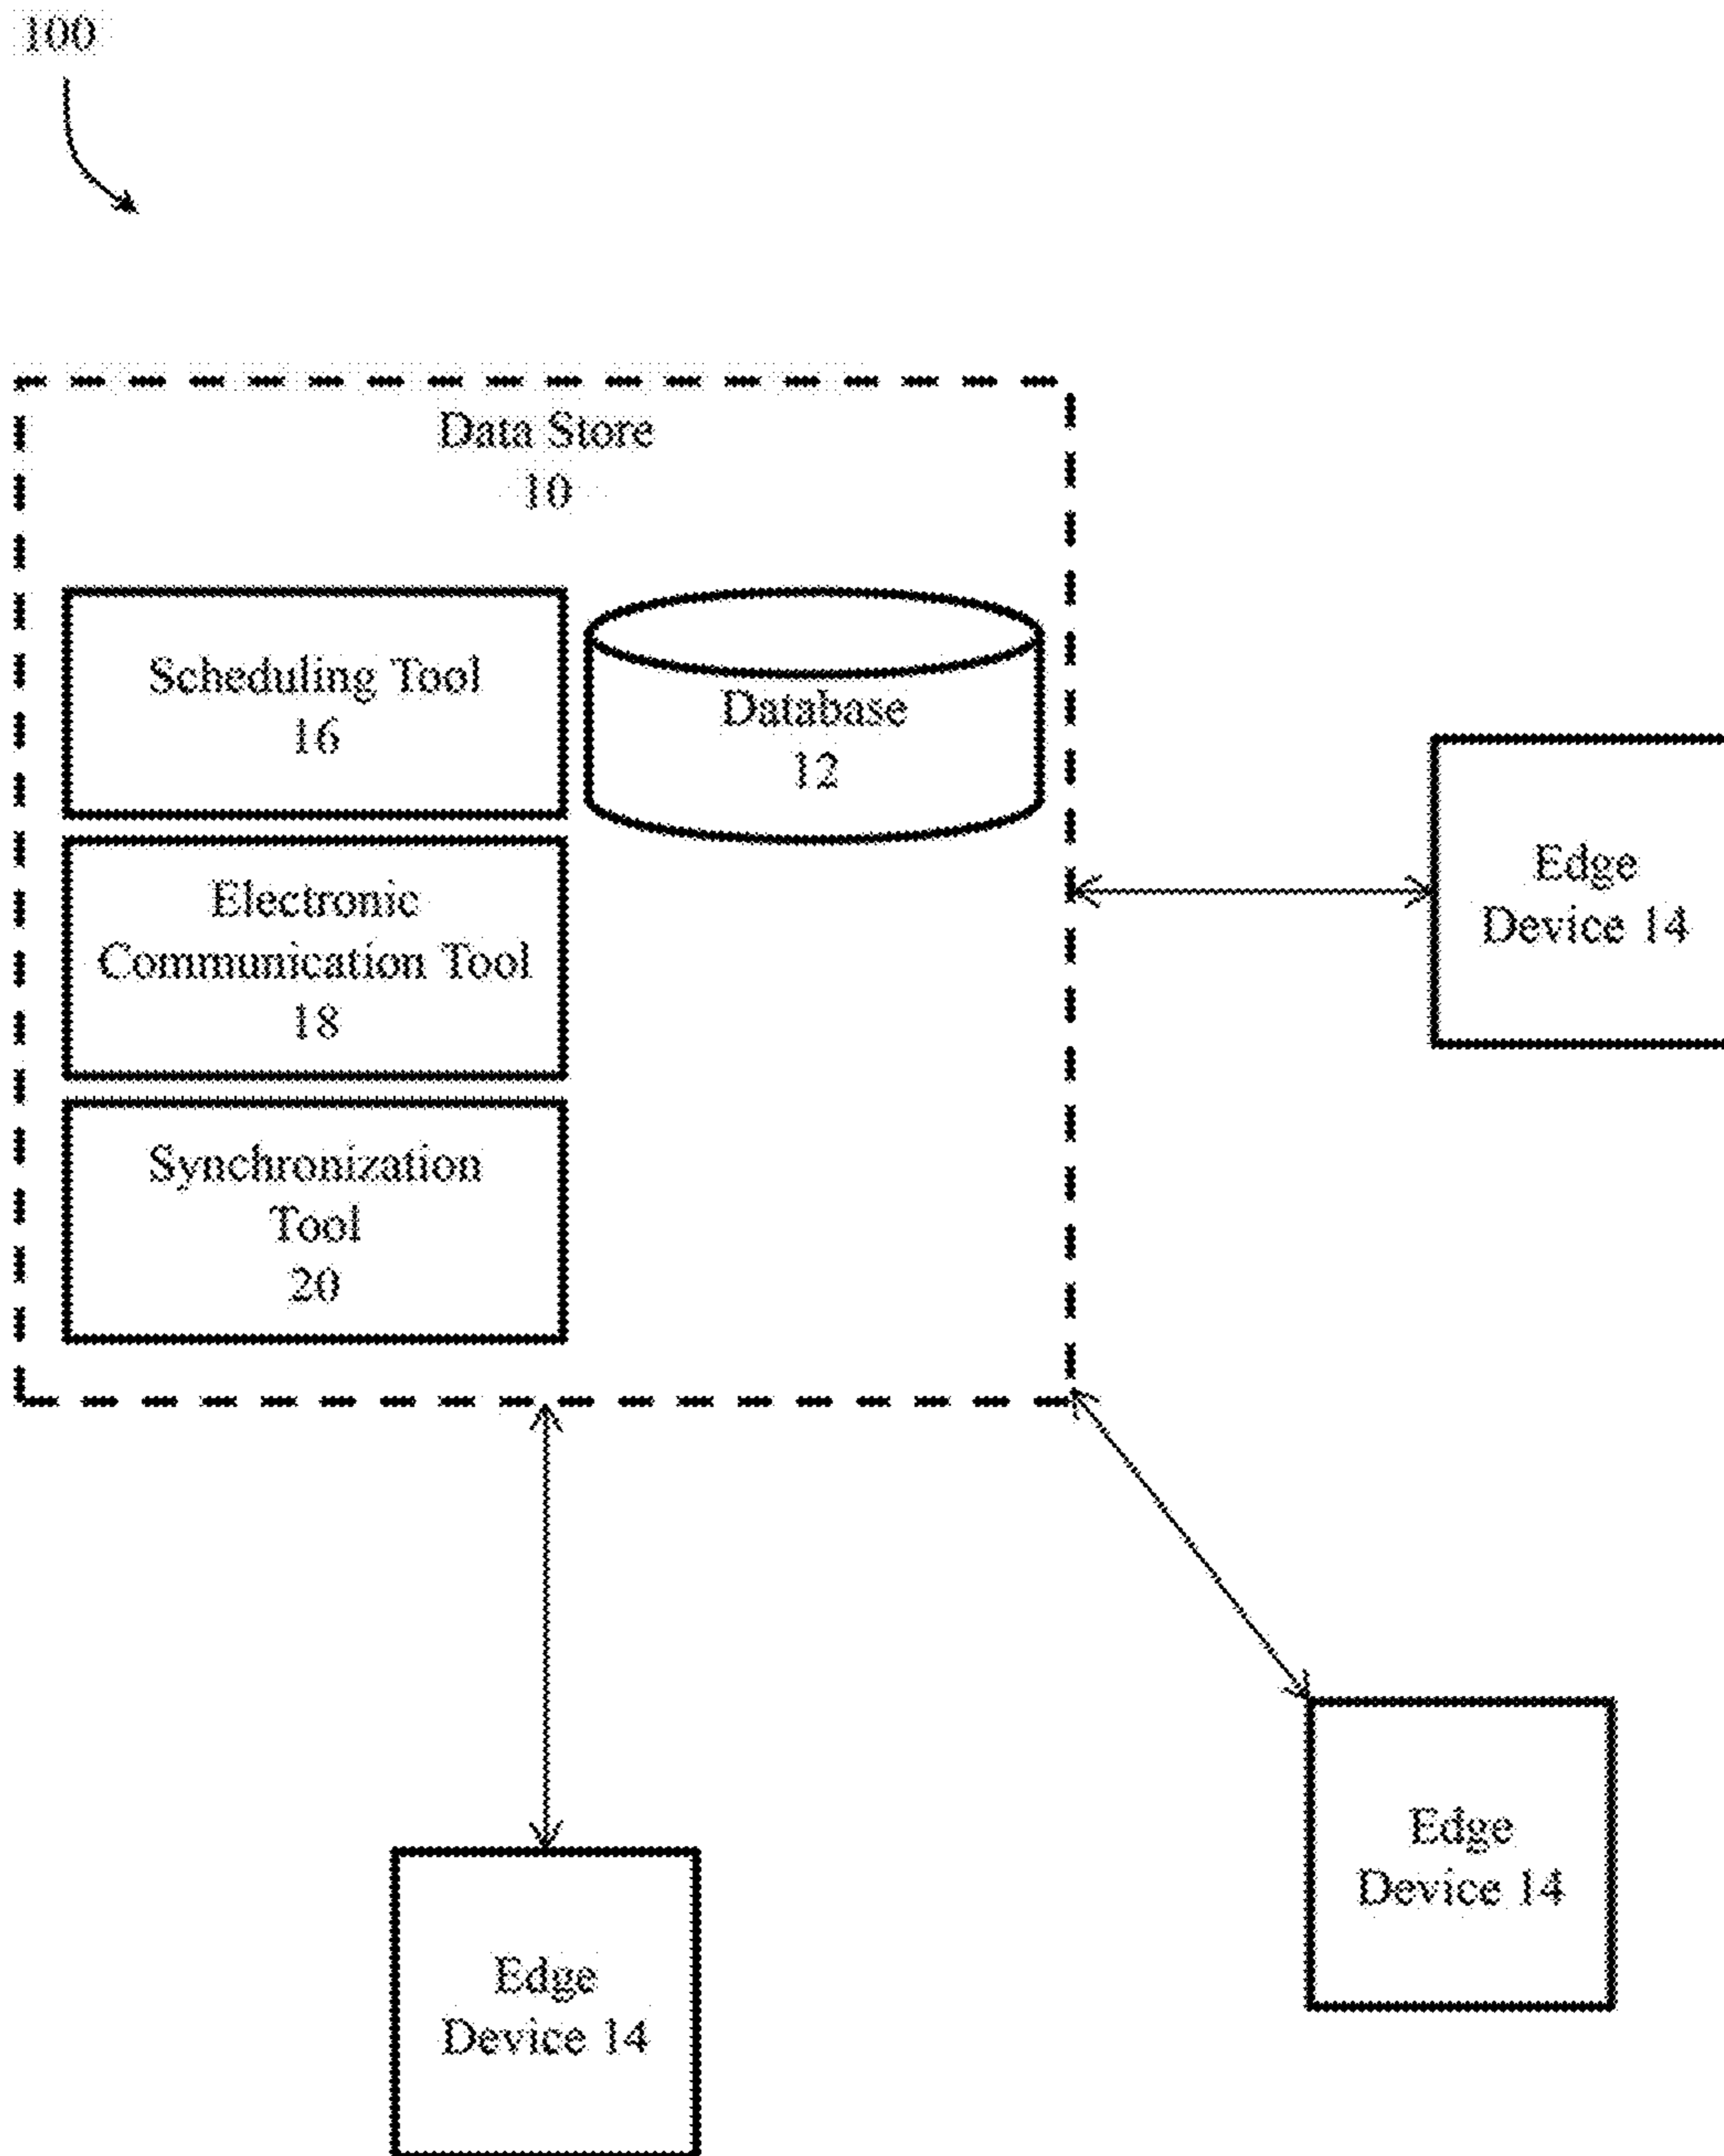 100
Data Store
10
Scheduling Tool
16
Database
12
Electronic
Communication Tool
18
Synchronization
Tool
20
Edge
Device 14
Edge
Device 14
Edge
Device 14